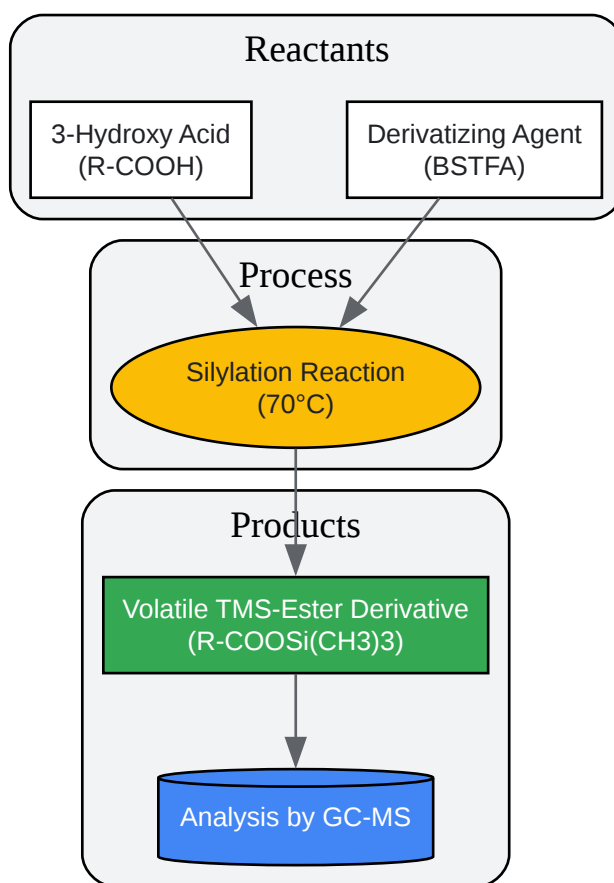 Reactants
3-Hydroxy Acid
(R-COOH)
Derivatizing Agent
(BSTFA)
Process
Silylation Reaction
(70°C)
Products
Volatile TMS-Ester Derivative
(R-COOSi(CH3)3)
Analysis by GC-MS